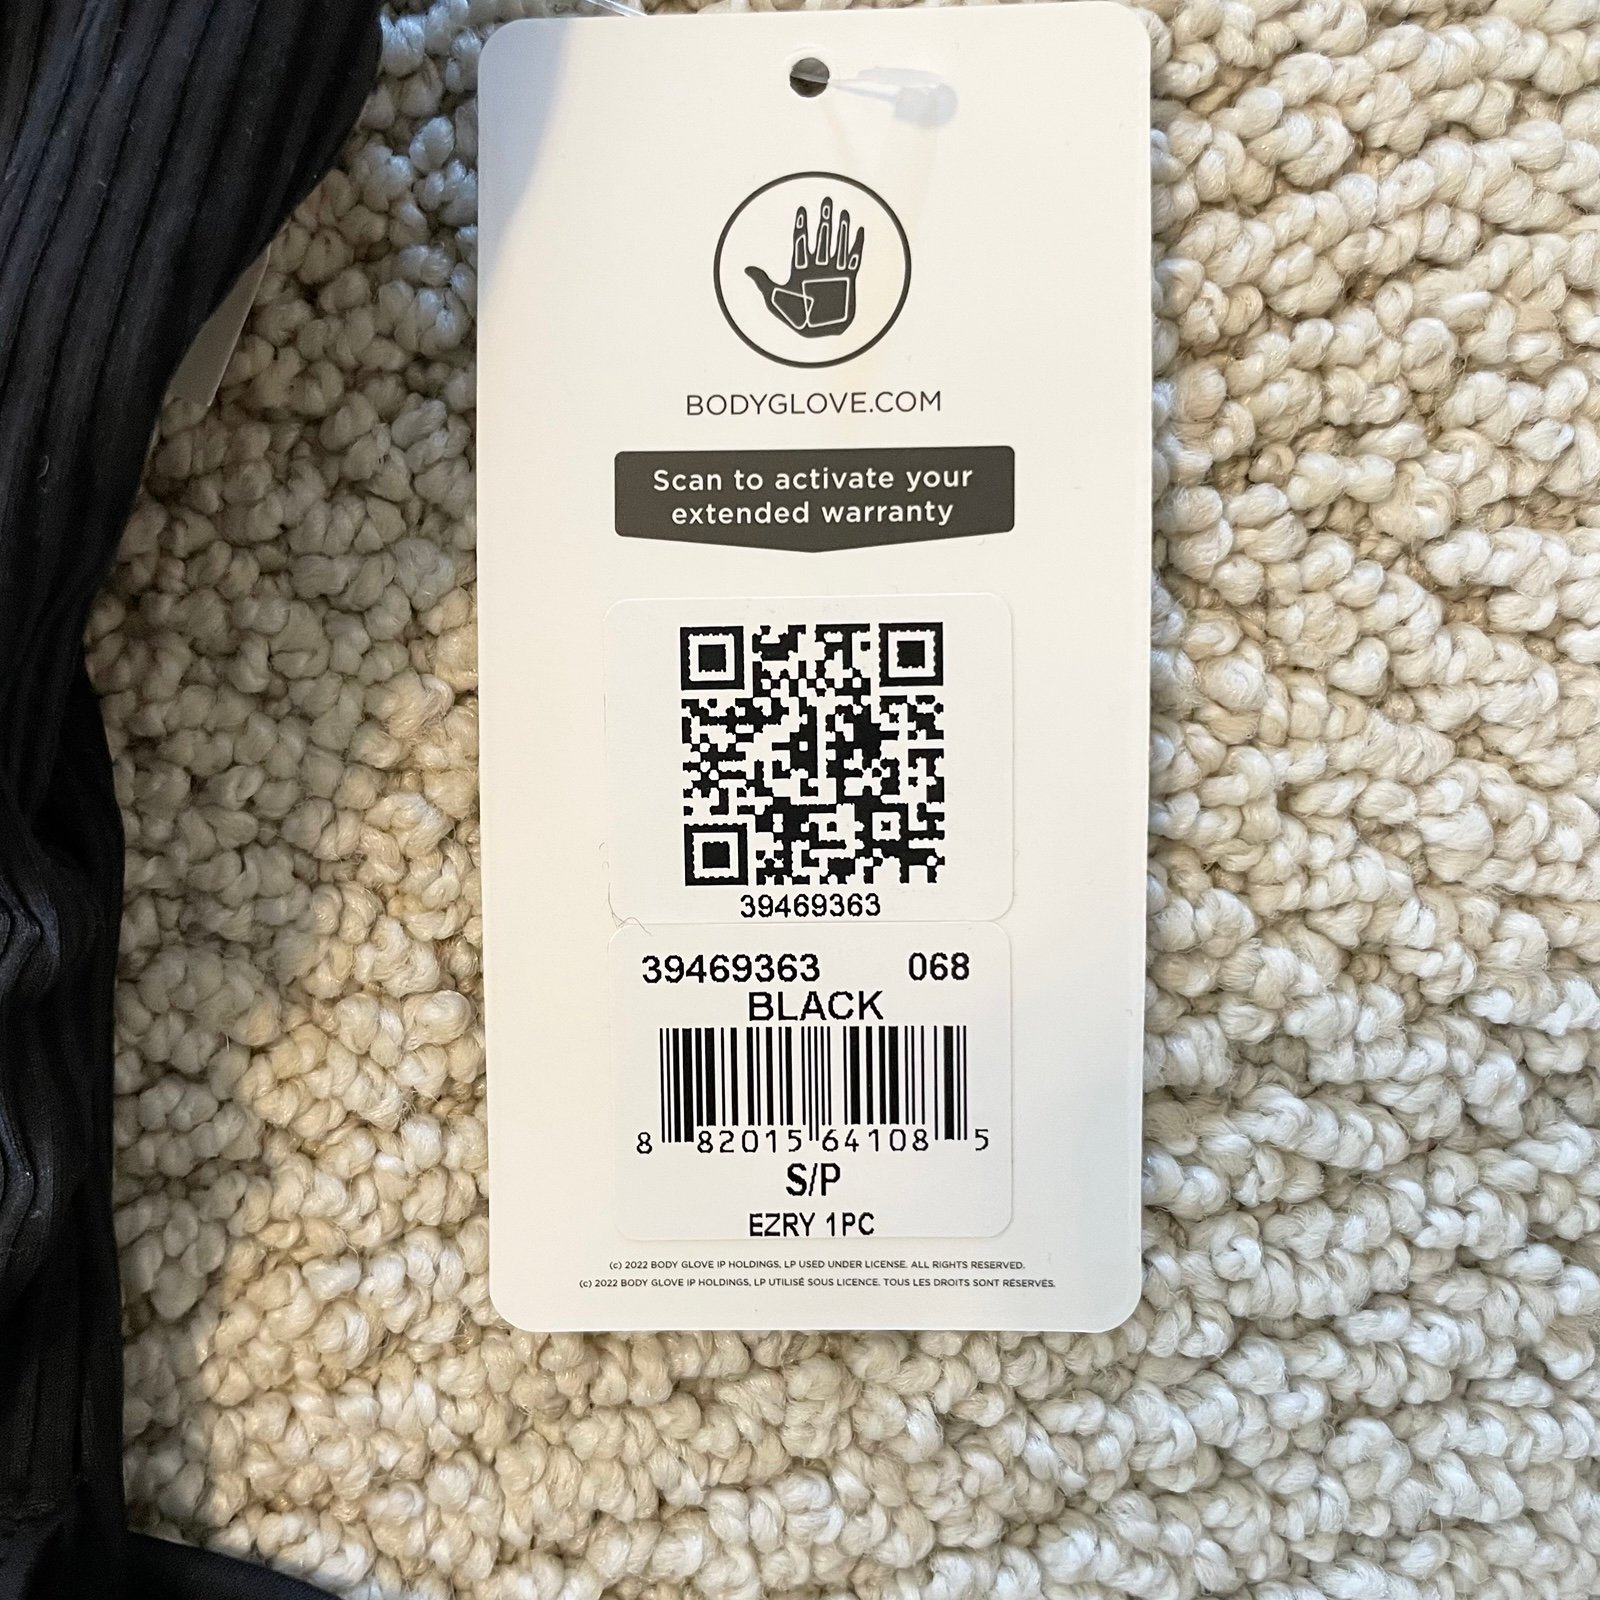 BODYGLOVE.COM
Scan to activate your
extended warranty
39469363
39469363 068
BLACK
8 82015 64108 5
S/P
EZRY 1PC
(c) 2022 BODY GLOVE IP HOLDINGS, LP USED UNDER LICENSE. ALL RIGHTS RESERVED.
(c) 2022 BODY GLOVE IP HOLDINGS, LP UTILISÉ SOUS LICENCE. TOUS LES DROITS SONT RÉSERVÉS.